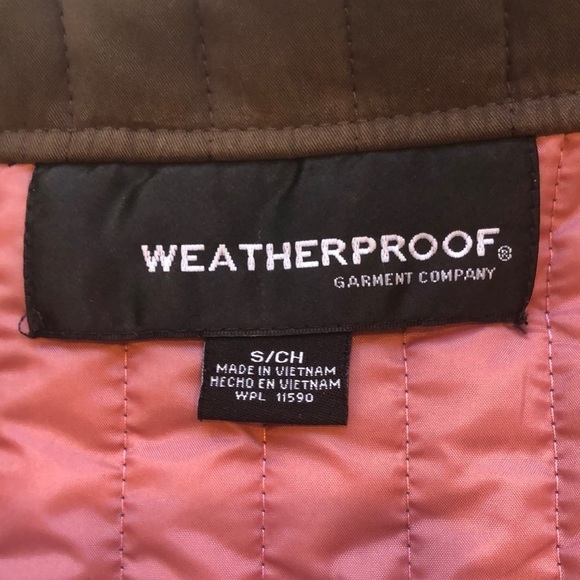 WEATHERPROOF®
GARMENT COMPANY
S/CH
MADE IN VIETNAM
HECHO EN VIETNAM
WPL 11590